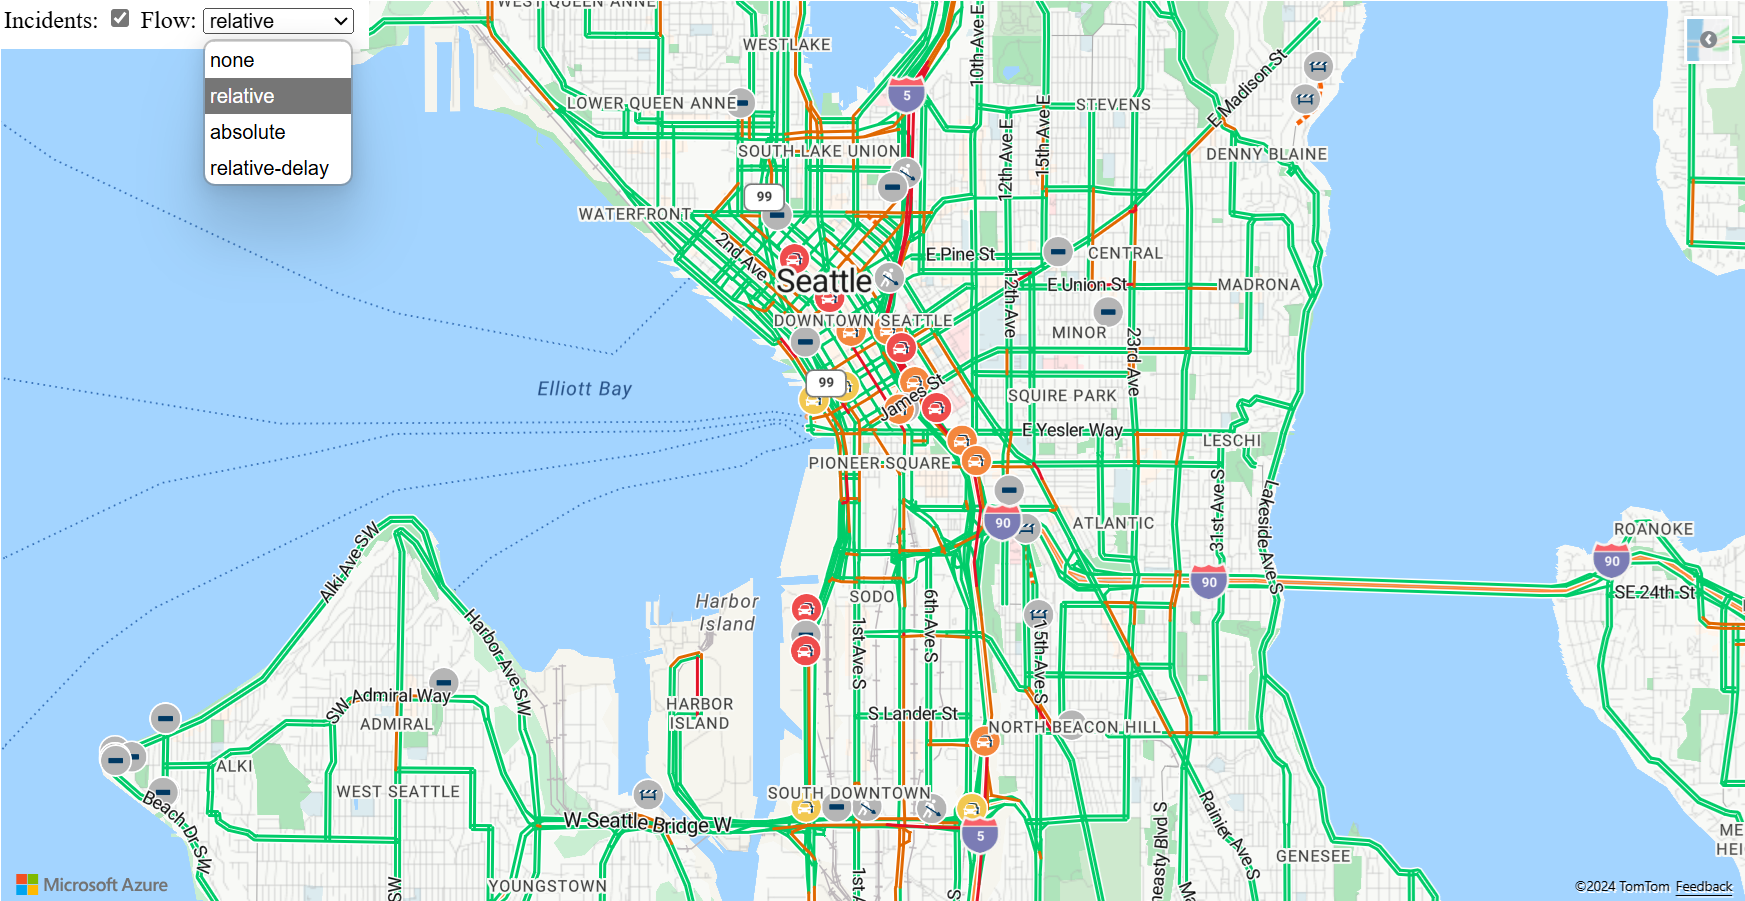 Incidents: Flow: relative
none
relative
absolute
relative-delay
WEST QUEEN ANNE
WESTLAKE
10th Ave E
E Madison St
LOWER QUEEN ANNE
5
STEVENS
15th Ave E
12th Ave E
SOUTH LAKE UNION
DENNY BLAINE
99
WATERFRONT
2nd Ave
E Pine St
CENTRAL
Seattle
E Union St
MADRONA
12th Ave
DOWNTOWN SEATTLE
MINOR
23rd Ave
Elliott Bay
99
James St
SQUIRE PARK
E Yesler Way
LESCHI
PIONEER SQUARE
31st Ave S
Lakeside Ave S
90
ATLANTIC
ROANOKE
Alki Ave SW
90
90
SE 24th St
SODO
Harbor
Island
6th Ave S
1st Ave S
15th Ave S
Harbor Ave SW
SW Admiral Way
ADMIRAL
HARBOR
ISLAND
S Lander St
NORTH BEACON HILL
ALKI
WEST SEATTLE
SOUTH DOWNTOWN
Beach Dr SW
W Seattle Bridge W
5
Rainier Ave S
GENESEE
ME
HEI
Microsoft Azure
SW
YOUNGSTOWN
1st A
S
neasty Blvd S
Ma
©2024 TomTom Feedback